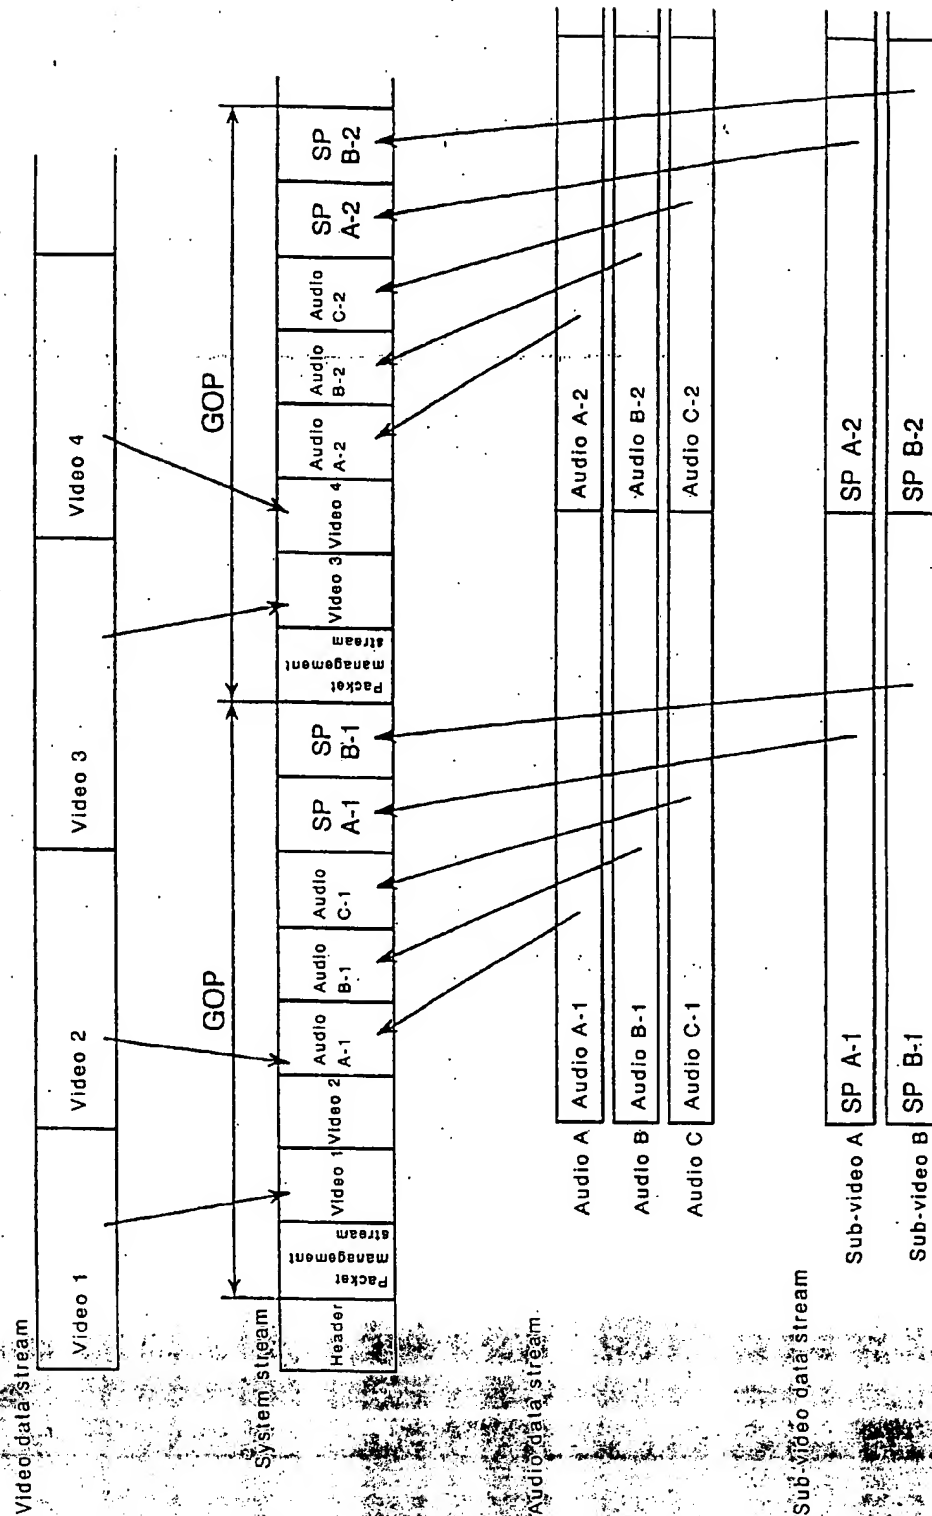 Video data stream
Video 1
Video 2
Video 3
Video 4
GOP
GOP
System stream
Header
Packet
management
stream
Video 1
Video 2
Audio
A-1
Audio
B-1
Audio
C-1
SP
A-1
SP
B-1
Packet
management
stream
Video 3
Video 4
Audio
A-2
Audio
B-2
Audio
C-2
SP
A-2
SP
B-2
Audio data stream
Audio A
Audio A-1
Audio A-2
Audio B
Audio B-1
Audio B-2
Audio C
Audio C-1
Audio C-2
Sub-video data stream
Sub-video A
SP A-1
SP A-2
Sub-video B
SP B-1
SP B-2